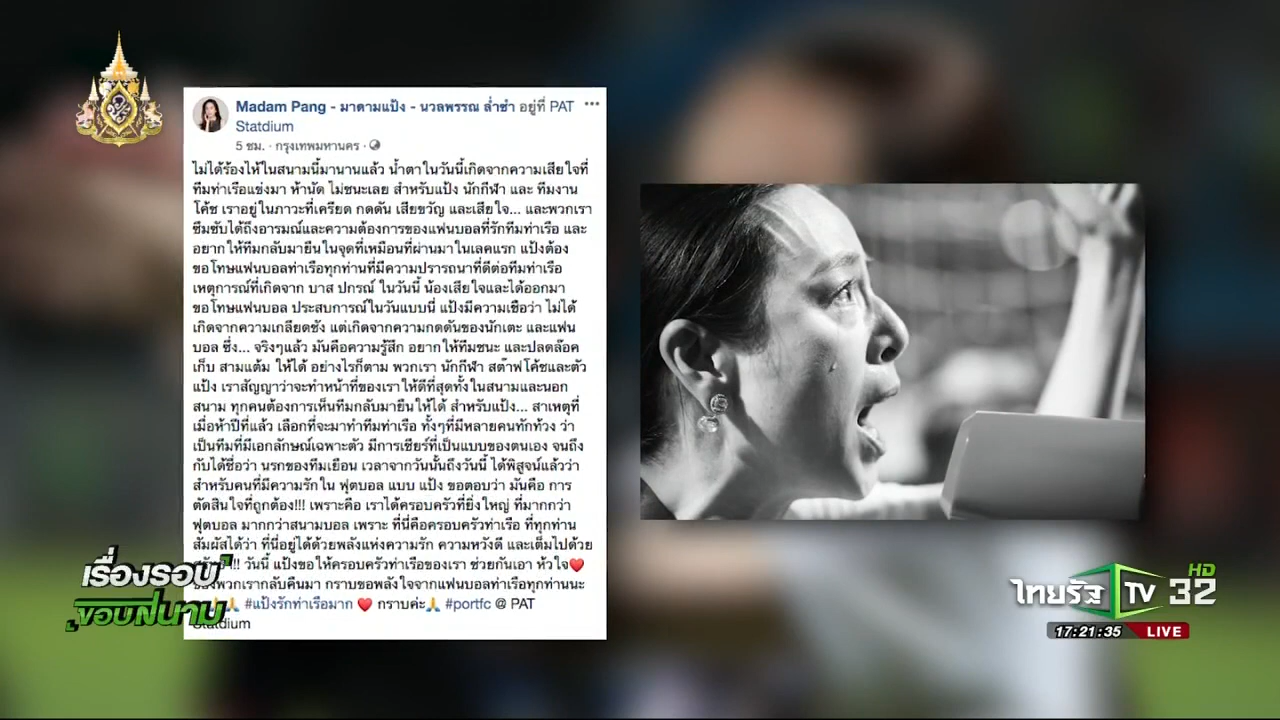 Madam Pang - มาดามแป้ง - นวลพรรณ ล่ำซำ อยู่ที่ PAT
Statdium
5 ชม. · กรุงเทพมหานคร ·
ไม่ได้ร้องไห้ในสนามนี้มานานแล้ว น้ำตาในวันนี้เกิดจากความเสียใจที่
ทีมท่าเรือแข่งมา ห้านัด ไม่ชนะเลย สำหรับแป้ง นักกีฬา และ ทีมงาน
โค้ช เราอยู่ในภาวะที่เครียด กดดัน เสียขวัญ และเสียใจ... และพวกเรา
ซึมซับได้ถึงอารมณ์และความต้องการของแฟนบอลที่รักทีมท่าเรือ และ
อยากให้ทีมกลับมายืนในจุดที่เหมือนที่ผ่านมาในเลคแรก แป้งต้อง
ขอโทษแฟนบอลท่าเรือทุกท่านที่มีความปรารถนาที่ดีต่อทีมท่าเรือ
เหตุการณ์ที่เกิดจาก บาส ปกรณ์ ในวันนี้ น้องเสียใจและได้ออกมา
ขอโทษแฟนบอล ประสบการณ์ในวันแบบนี้ แป้งมีความเชื่อว่า ไม่ได้
เกิดจากความเกลียดชัง แต่เกิดจากความกดดันของนักเตะ และแฟน
บอล ซึ่ง... จริงๆแล้ว มันคือความรู้สึก อยากให้ทีมชนะ และปลดล๊อค
เก็บ สามแต้ม ให้ได้ อย่างไรก็ตาม พวกเรา นักกีฬา สต๊าฟโค้ชและตัว
แป้ง เราสัญญาว่าจะทำหน้าที่ของเราให้ดีที่สุดทั้งในสนามและนอก
สนาม ทุกคนต้องการเห็นทีมกลับมายืนให้ได้ สำหรับแป้ง... สาเหตุที่
เมื่อห้าปีที่แล้ว เลือกที่จะมาทำทีมท่าเรือ ทั้งๆที่มีหลายคนทักท้วง ว่า
เป็นทีมที่มีเอกลักษณ์เฉพาะตัว มีการเชียร์ที่เป็นแบบของตนเอง จนถึง
กับได้ชื่อว่า นรกของทีมเยือน เวลาจากวันนั้นถึงวันนี้ ได้พิสูจน์แล้วว่า
สำหรับคนที่มีความรักใน ฟุตบอล แบบ แป้ง ขอตอบว่า มันคือ การ
ตัดสินใจที่ถูกต้อง!!! เพราะคือ เราได้ครอบครัวที่ยิ่งใหญ่ ที่มากกว่า
ฟุตบอล มากกว่าสนามบอล เพราะ ที่นี่คือครอบครัวท่าเรือ ที่ทุกท่าน
สัมผัสได้ว่า ที่นี่อยู่ได้ด้วยพลังแห่งความรัก ความหวังดี และเต็มไปด้วย
!!! วันนี้ แป้งขอให้ครอบครัวท่าเรือของเรา ช่วยกันเอา หัวใจ❤️
ของพวกเรากลับคืนมา กราบขอพลังใจจากแฟนบอลท่าเรือทุกท่านนะ
🙏 #แป้งรักท่าเรือมาก ❤️ กราบค่ะ🙏 #portfc @ PAT
Statdium
เรื่องรอบ
ขอบสนาม
ไทยรัฐ TV 32 HD
17:21:35 LIVE